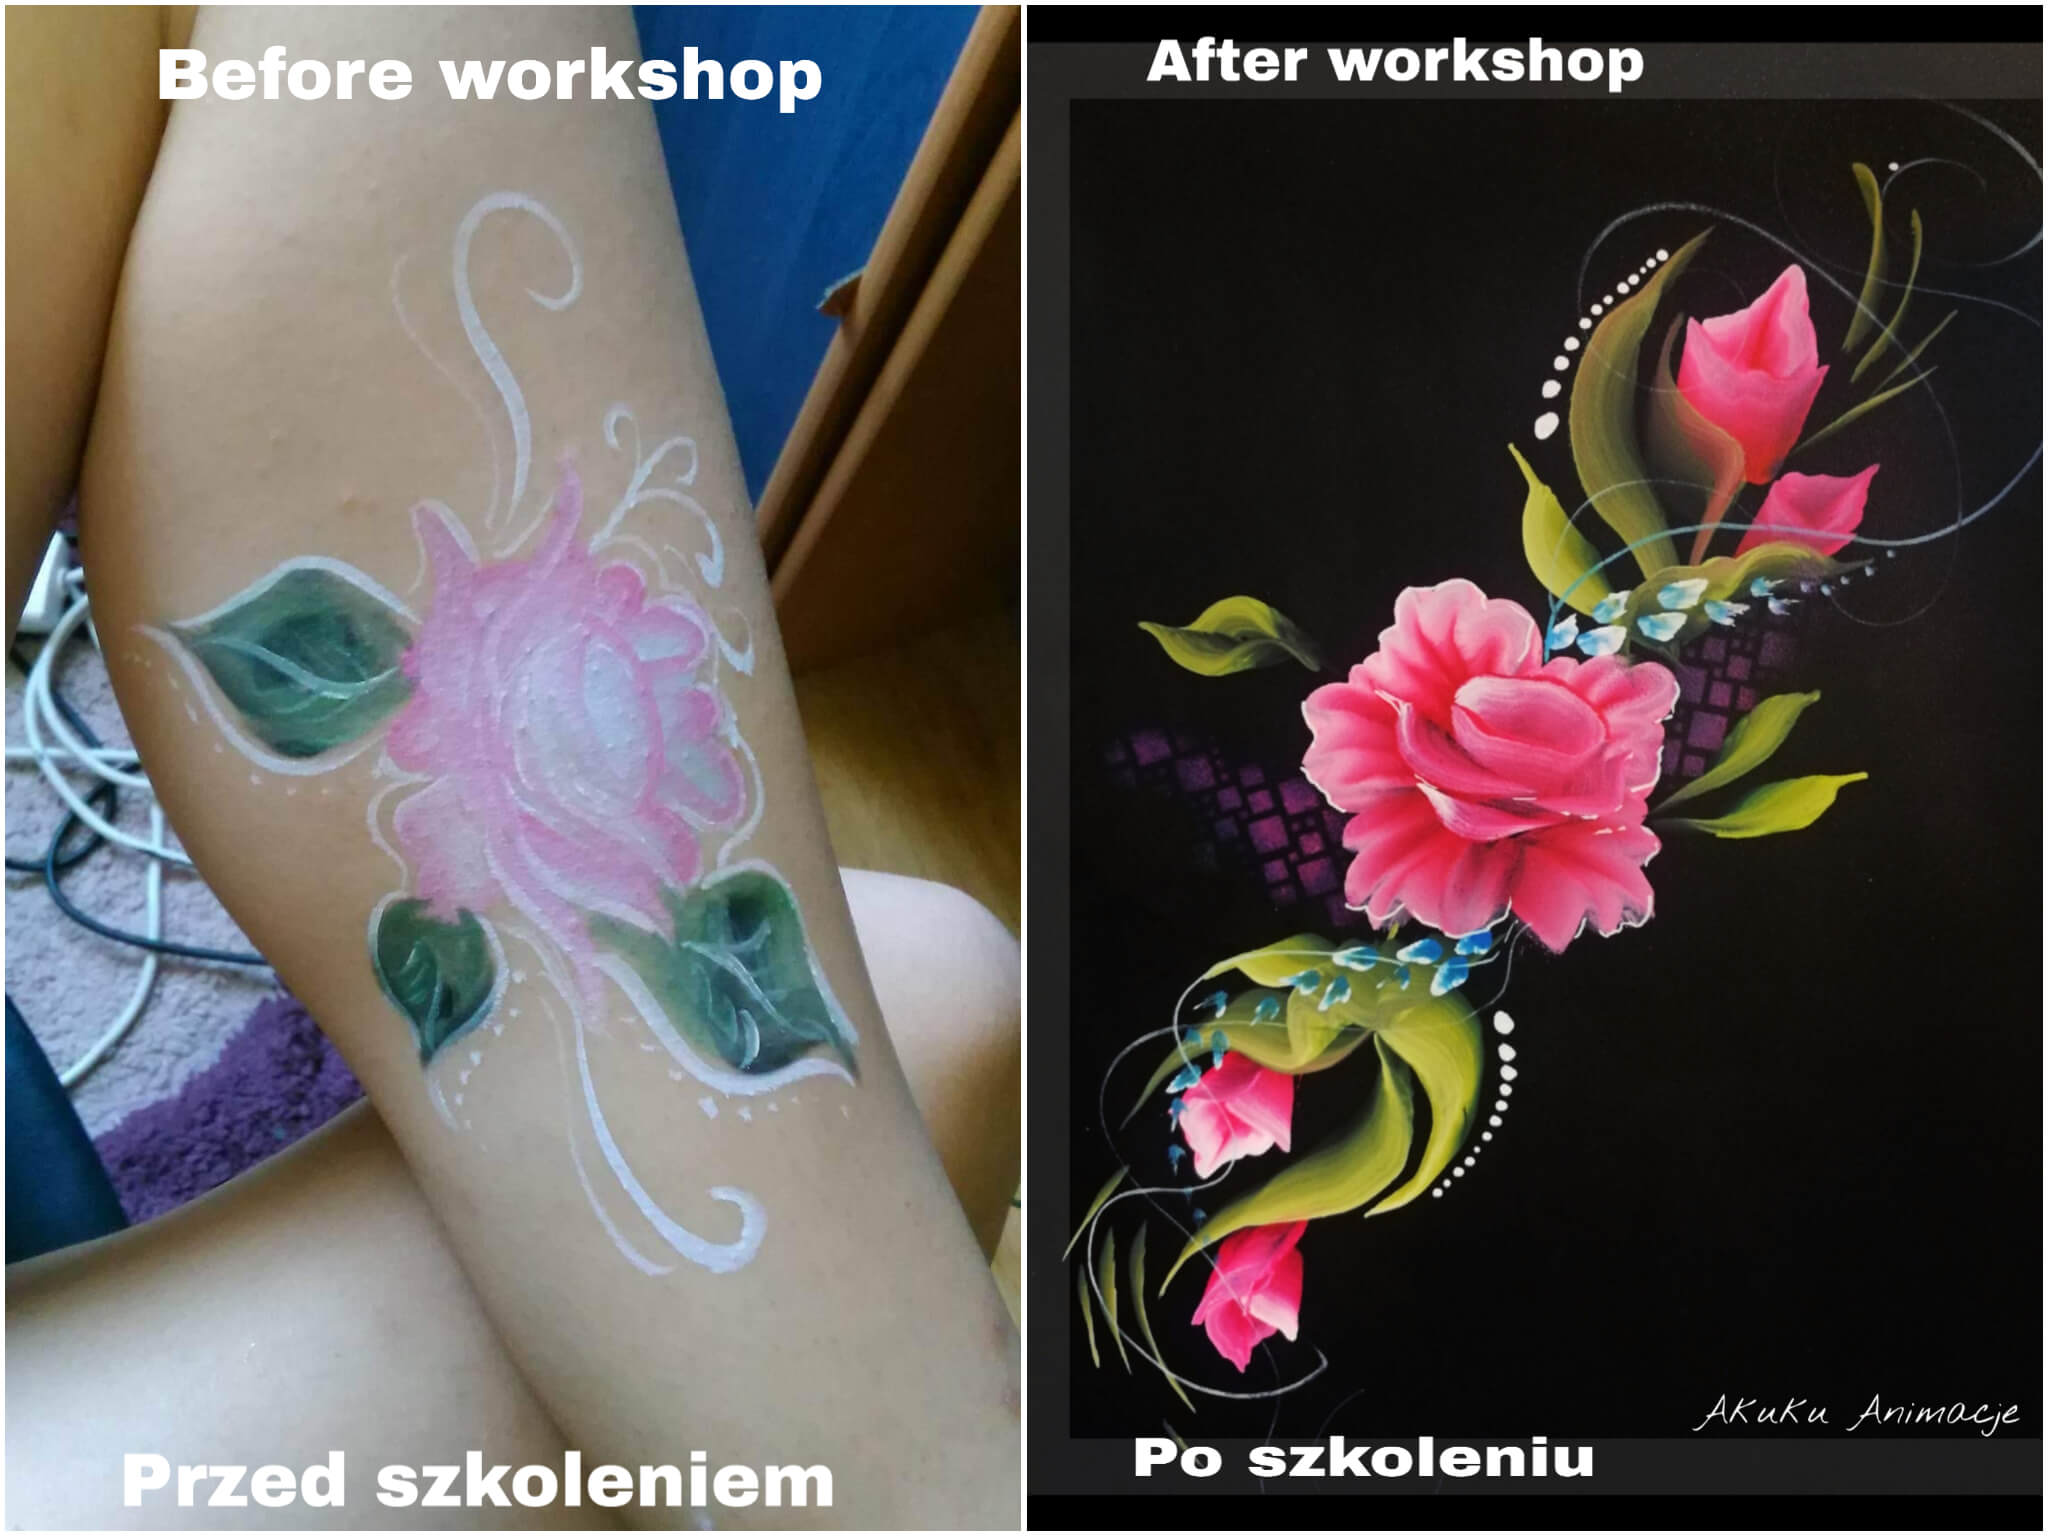 Before workshop
Przed szkoleniem
After workshop
AKuKu Animacje
Po szkoleniu